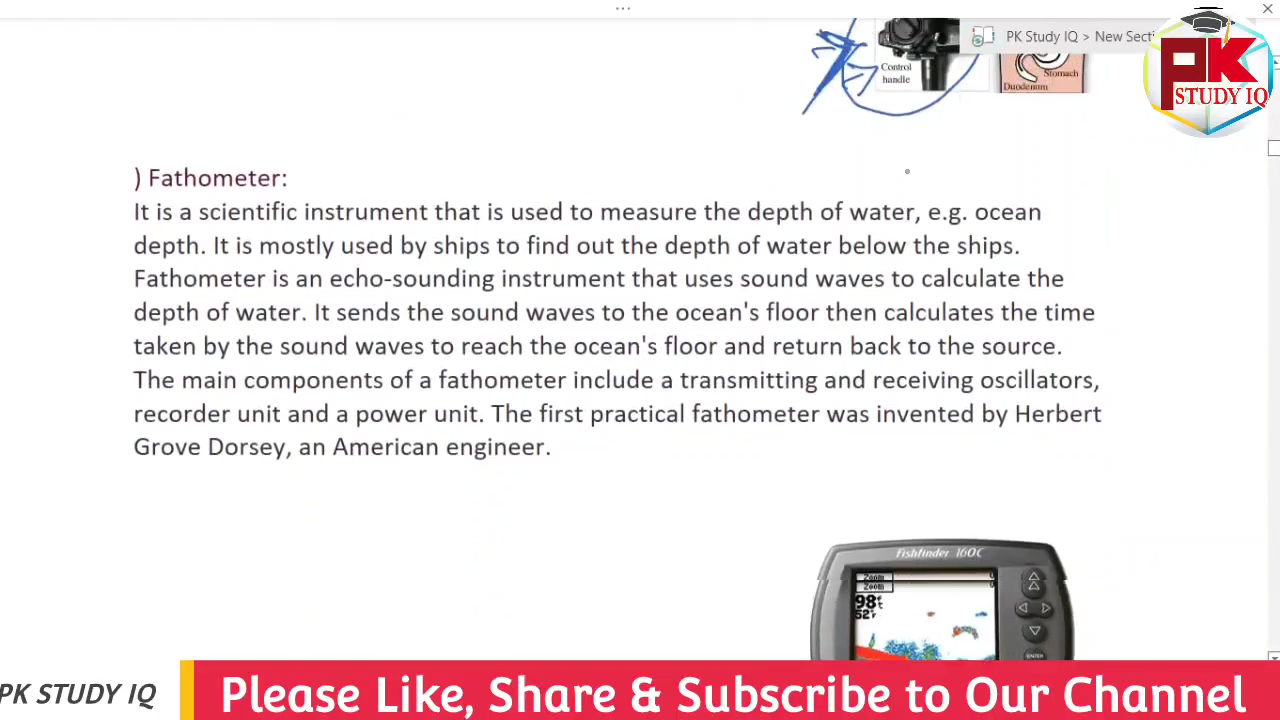 ...
PK Study IQ > New Secti
PK
STUDY IQ
Control
handle
Stomach
Duodenum
) Fathometer:
It is a scientific instrument that is used to measure the depth of water, e.g. ocean
depth. It is mostly used by ships to find out the depth of water below the ships.
Fathometer is an echo-sounding instrument that uses sound waves to calculate the
depth of water. It sends the sound waves to the ocean's floor then calculates the time
taken by the sound waves to reach the ocean's floor and return back to the source.
The main components of a fathometer include a transmitting and receiving oscillators,
recorder unit and a power unit. The first practical fathometer was invented by Herbert
Grove Dorsey, an American engineer.
fishfinder 160C
Zoom
Zoom
98 ft
52°F
ENTER
PK STUDY IQ
Please Like, Share & Subscribe to Our Channel